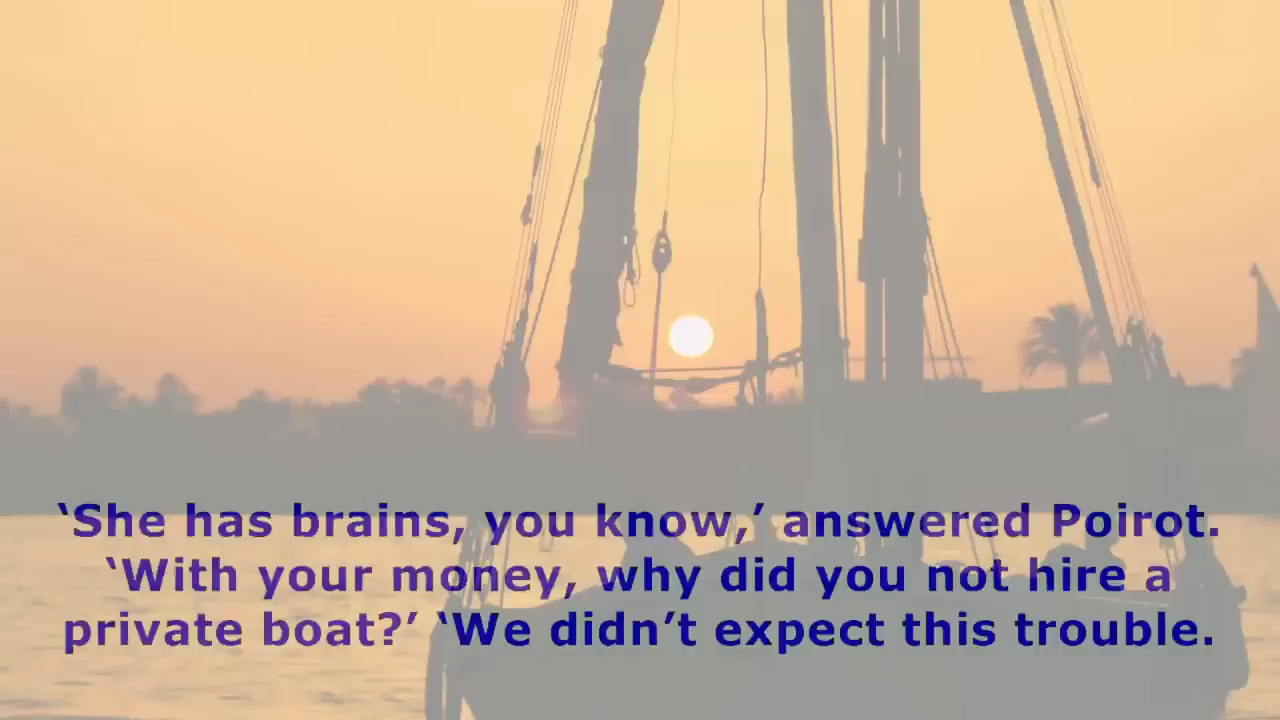 ‘She has brains, you know,’ answered Poirot.
‘With your money, why did you not hire a
private boat?’ ‘We didn’t expect this trouble.